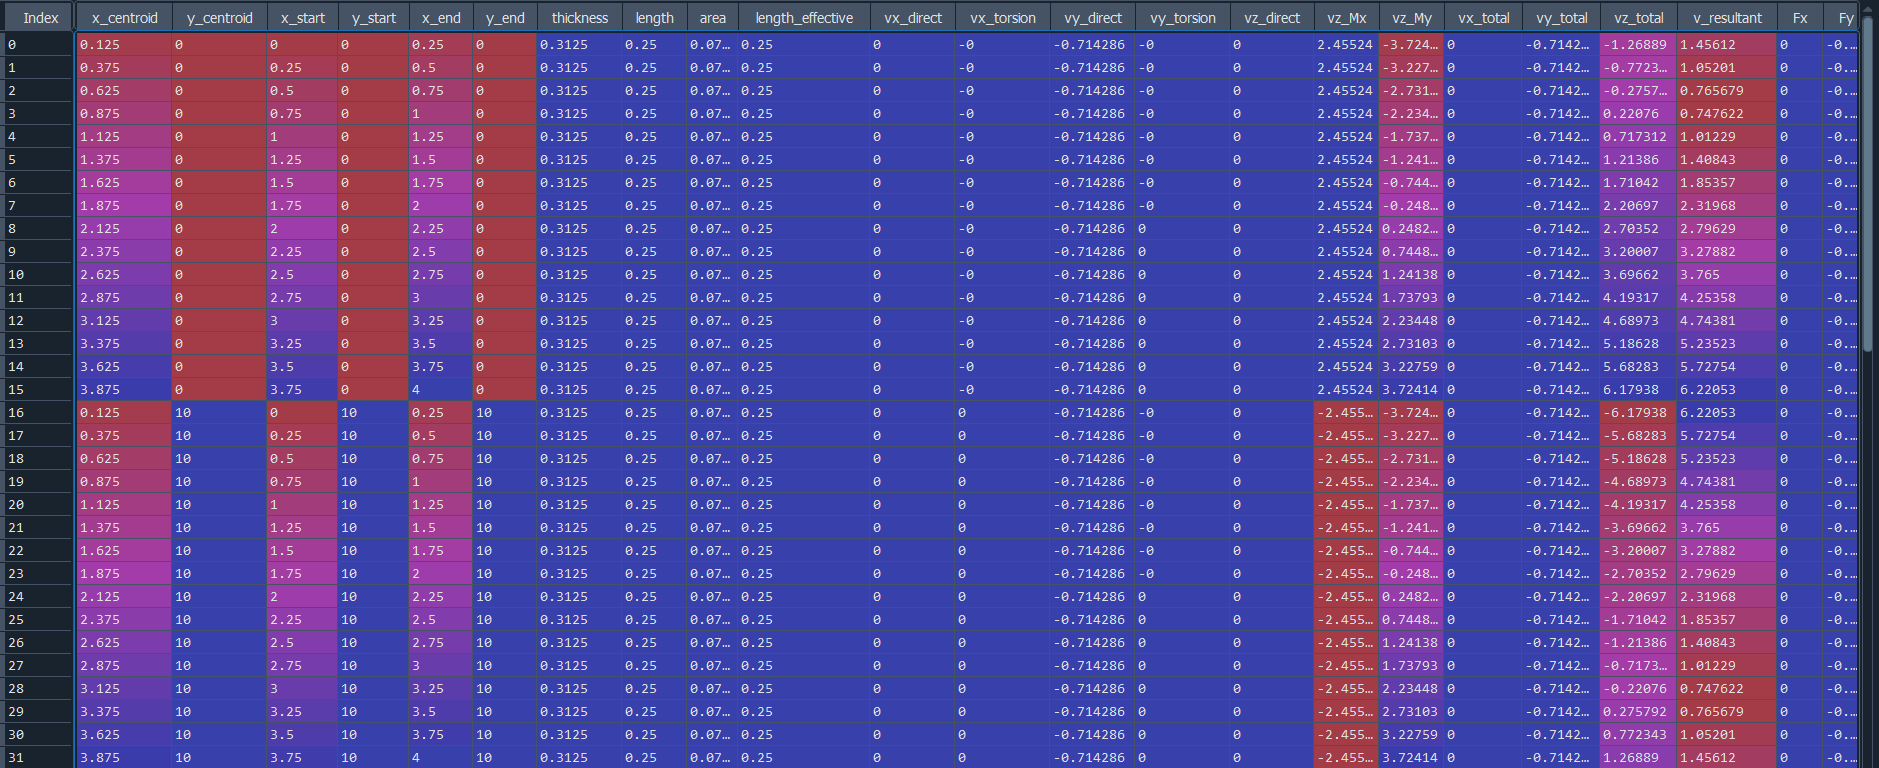 Index x_centroid y_centroid x_start y_start x_end y_end thickness length area length_effective vx_direct vx_torsion vy_direct vy_torsion vz_direct vz_Mx vz_My vx_total vy_total vz_total v_resultant Fx Fy
0 0.125 0 0 0 0.25 0 0.3125 0.25 0.07… 0.25 0 -0 -0.714286 -0 0 2.45524 -3.724… 0 -0.7142… -1.26889 1.45612 0 -0.…
1 0.375 0 0.25 0 0.5 0 0.3125 0.25 0.07… 0.25 0 -0 -0.714286 -0 0 2.45524 -3.227… 0 -0.7142… -0.7723… 1.05201 0 -0.…
2 0.625 0 0.5 0 0.75 0 0.3125 0.25 0.07… 0.25 0 -0 -0.714286 -0 0 2.45524 -2.731… 0 -0.7142… -0.2757… 0.765679 0 -0.…
3 0.875 0 0.75 0 1 0 0.3125 0.25 0.07… 0.25 0 -0 -0.714286 -0 0 2.45524 -2.234… 0 -0.7142… 0.22076 0.747622 0 -0.…
4 1.125 0 1 0 1.25 0 0.3125 0.25 0.07… 0.25 0 -0 -0.714286 -0 0 2.45524 -1.737… 0 -0.7142… 0.717312 1.01229 0 -0.…
5 1.375 0 1.25 0 1.5 0 0.3125 0.25 0.07… 0.25 0 -0 -0.714286 -0 0 2.45524 -1.241… 0 -0.7142… 1.21386 1.40843 0 -0.…
6 1.625 0 1.5 0 1.75 0 0.3125 0.25 0.07… 0.25 0 -0 -0.714286 -0 0 2.45524 -0.744… 0 -0.7142… 1.71042 1.85357 0 -0.…
7 1.875 0 1.75 0 2 0 0.3125 0.25 0.07… 0.25 0 -0 -0.714286 -0 0 2.45524 -0.248… 0 -0.7142… 2.20697 2.31968 0 -0.…
8 2.125 0 2 0 2.25 0 0.3125 0.25 0.07… 0.25 0 -0 -0.714286 0 0 2.45524 0.2482… 0 -0.7142… 2.70352 2.79629 0 -0.…
9 2.375 0 2.25 0 2.5 0 0.3125 0.25 0.07… 0.25 0 -0 -0.714286 0 0 2.45524 0.7448… 0 -0.7142… 3.20007 3.27882 0 -0.…
10 2.625 0 2.5 0 2.75 0 0.3125 0.25 0.07… 0.25 0 -0 -0.714286 0 0 2.45524 1.24138 0 -0.7142… 3.69662 3.765 0 -0.…
11 2.875 0 2.75 0 3 0 0.3125 0.25 0.07… 0.25 0 -0 -0.714286 0 0 2.45524 1.73793 0 -0.7142… 4.19317 4.25358 0 -0.…
12 3.125 0 3 0 3.25 0 0.3125 0.25 0.07… 0.25 0 -0 -0.714286 0 0 2.45524 2.23448 0 -0.7142… 4.68973 4.74381 0 -0.…
13 3.375 0 3.25 0 3.5 0 0.3125 0.25 0.07… 0.25 0 -0 -0.714286 0 0 2.45524 2.73103 0 -0.7142… 5.18628 5.23523 0 -0.…
14 3.625 0 3.5 0 3.75 0 0.3125 0.25 0.07… 0.25 0 -0 -0.714286 0 0 2.45524 3.22759 0 -0.7142… 5.68283 5.72754 0 -0.…
15 3.875 0 3.75 0 4 0 0.3125 0.25 0.07… 0.25 0 -0 -0.714286 0 0 2.45524 3.72414 0 -0.7142… 6.17938 6.22053 0 -0.…
16 0.125 10 0 10 0.25 10 0.3125 0.25 0.07… 0.25 0 0 -0.714286 -0 0 -2.455… -3.724… 0 -0.7142… -6.17938 6.22053 0 -0.…
17 0.375 10 0.25 10 0.5 10 0.3125 0.25 0.07… 0.25 0 0 -0.714286 -0 0 -2.455… -3.227… 0 -0.7142… -5.68283 5.72754 0 -0.…
18 0.625 10 0.5 10 0.75 10 0.3125 0.25 0.07… 0.25 0 0 -0.714286 -0 0 -2.455… -2.731… 0 -0.7142… -5.18628 5.23523 0 -0.…
19 0.875 10 0.75 10 1 10 0.3125 0.25 0.07… 0.25 0 0 -0.714286 -0 0 -2.455… -2.234… 0 -0.7142… -4.68973 4.74381 0 -0.…
20 1.125 10 1 10 1.25 10 0.3125 0.25 0.07… 0.25 0 0 -0.714286 -0 0 -2.455… -1.737… 0 -0.7142… -4.19317 4.25358 0 -0.…
21 1.375 10 1.25 10 1.5 10 0.3125 0.25 0.07… 0.25 0 0 -0.714286 -0 0 -2.455… -1.241… 0 -0.7142… -3.69662 3.765 0 -0.…
22 1.625 10 1.5 10 1.75 10 0.3125 0.25 0.07… 0.25 0 0 -0.714286 -0 0 -2.455… -0.744… 0 -0.7142… -3.20007 3.27882 0 -0.…
23 1.875 10 1.75 10 2 10 0.3125 0.25 0.07… 0.25 0 0 -0.714286 -0 0 -2.455… -0.248… 0 -0.7142… -2.70352 2.79629 0 -0.…
24 2.125 10 2 10 2.25 10 0.3125 0.25 0.07… 0.25 0 0 -0.714286 0 0 -2.455… 0.2482… 0 -0.7142… -2.20697 2.31968 0 -0.…
25 2.375 10 2.25 10 2.5 10 0.3125 0.25 0.07… 0.25 0 0 -0.714286 0 0 -2.455… 0.7448… 0 -0.7142… -1.71042 1.85357 0 -0.…
26 2.625 10 2.5 10 2.75 10 0.3125 0.25 0.07… 0.25 0 0 -0.714286 0 0 -2.455… 1.24138 0 -0.7142… -1.21386 1.40843 0 -0.…
27 2.875 10 2.75 10 3 10 0.3125 0.25 0.07… 0.25 0 0 -0.714286 0 0 -2.455… 1.73793 0 -0.7142… -0.7173… 1.01229 0 -0.…
28 3.125 10 3 10 3.25 10 0.3125 0.25 0.07… 0.25 0 0 -0.714286 0 0 -2.455… 2.23448 0 -0.7142… -0.22076 0.747622 0 -0.…
29 3.375 10 3.25 10 3.5 10 0.3125 0.25 0.07… 0.25 0 0 -0.714286 0 0 -2.455… 2.73103 0 -0.7142… 0.275792 0.765679 0 -0.…
30 3.625 10 3.5 10 3.75 10 0.3125 0.25 0.07… 0.25 0 0 -0.714286 0 0 -2.455… 3.22759 0 -0.7142… 0.772343 1.05201 0 -0.…
31 3.875 10 3.75 10 4 10 0.3125 0.25 0.07… 0.25 0 0 -0.714286 0 0 -2.455… 3.72414 0 -0.7142… 1.26889 1.45612 0 -0.…